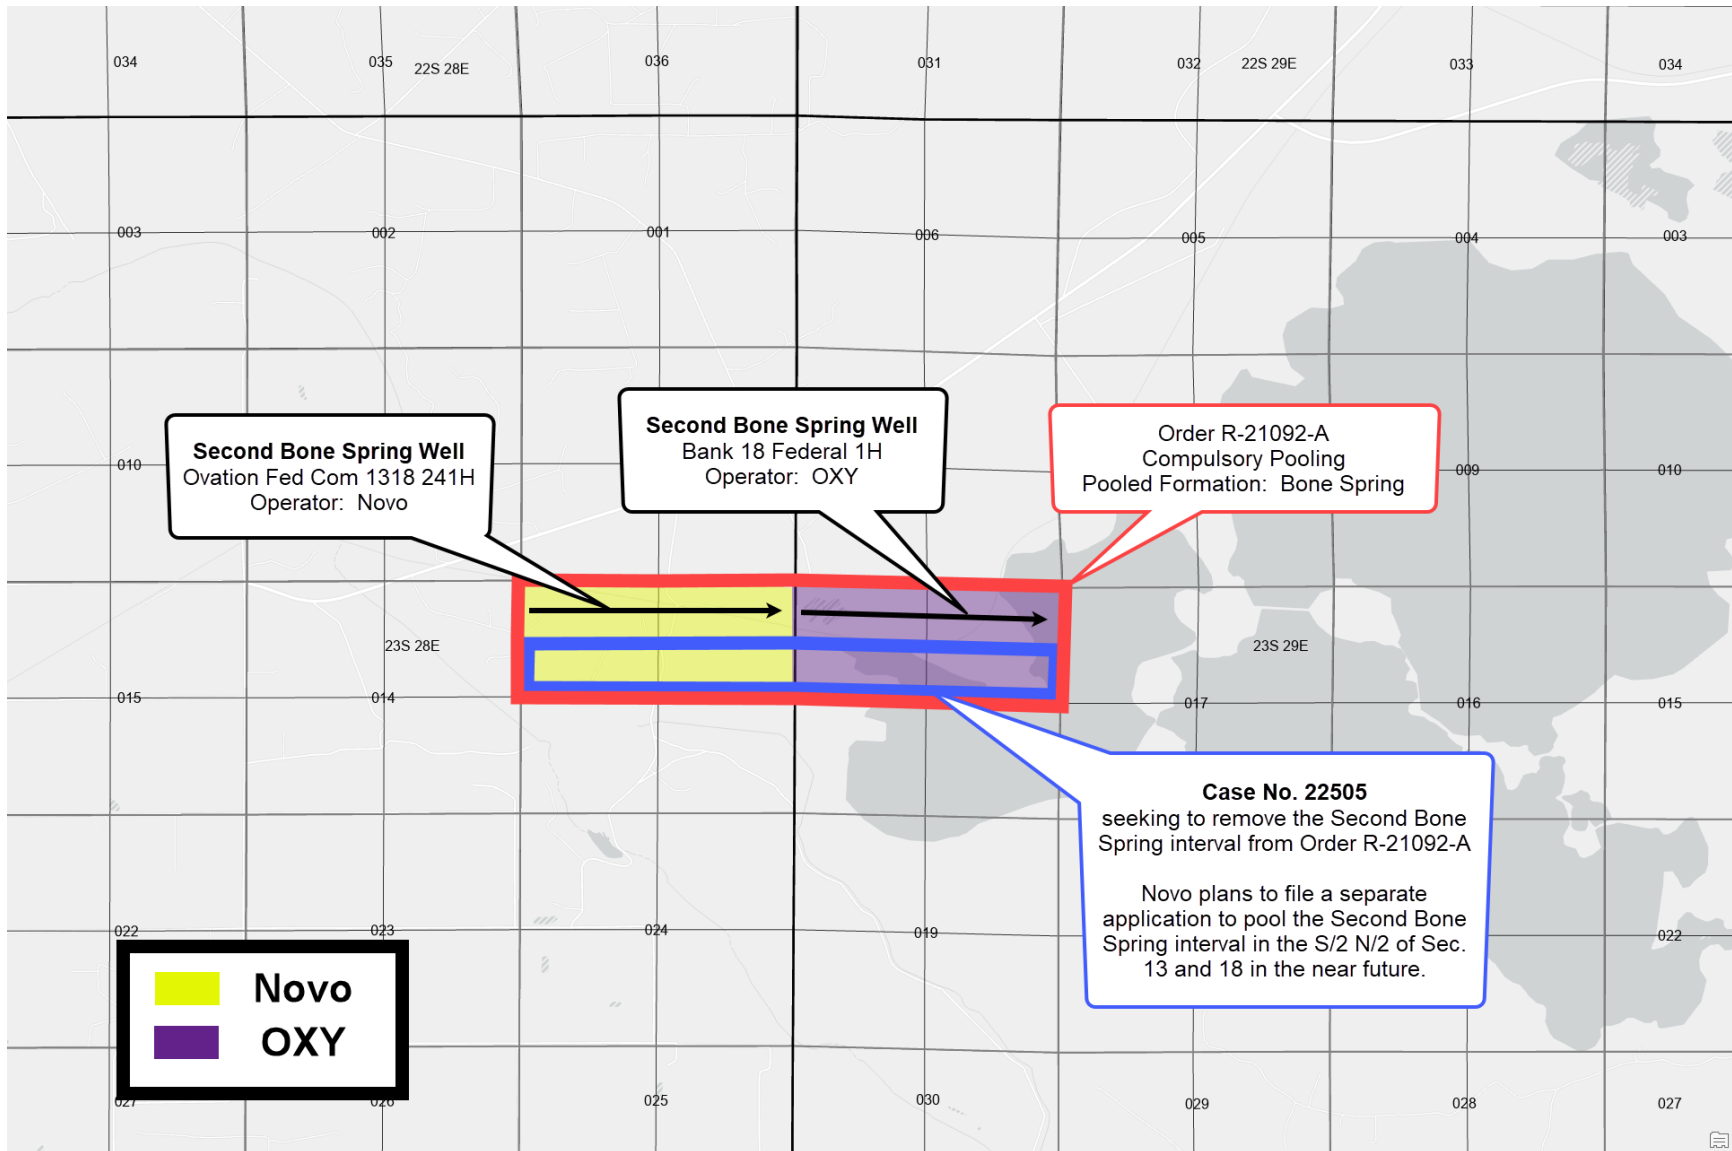 034
035
22S 28E
036
031
032
22S 29E
033
034
003
002
001
006
005
004
003
Second Bone Spring Well
Ovation Fed Com 1318 241H
Operator: Novo
Second Bone Spring Well
Bank 18 Federal 1H
Operator: OXY
Order R-21092-A
Compulsory Pooling
Pooled Formation: Bone Spring
010
009
010
23S 28E
23S 29E
015
014
017
016
015
Case No. 22505
seeking to remove the Second Bone
Spring interval from Order R-21092-A
Novo plans to file a separate
application to pool the Second Bone
Spring interval in the S/2 N/2 of Sec.
13 and 18 in the near future.
022
023
024
019
022
Novo
OXY
027
026
025
030
029
028
027